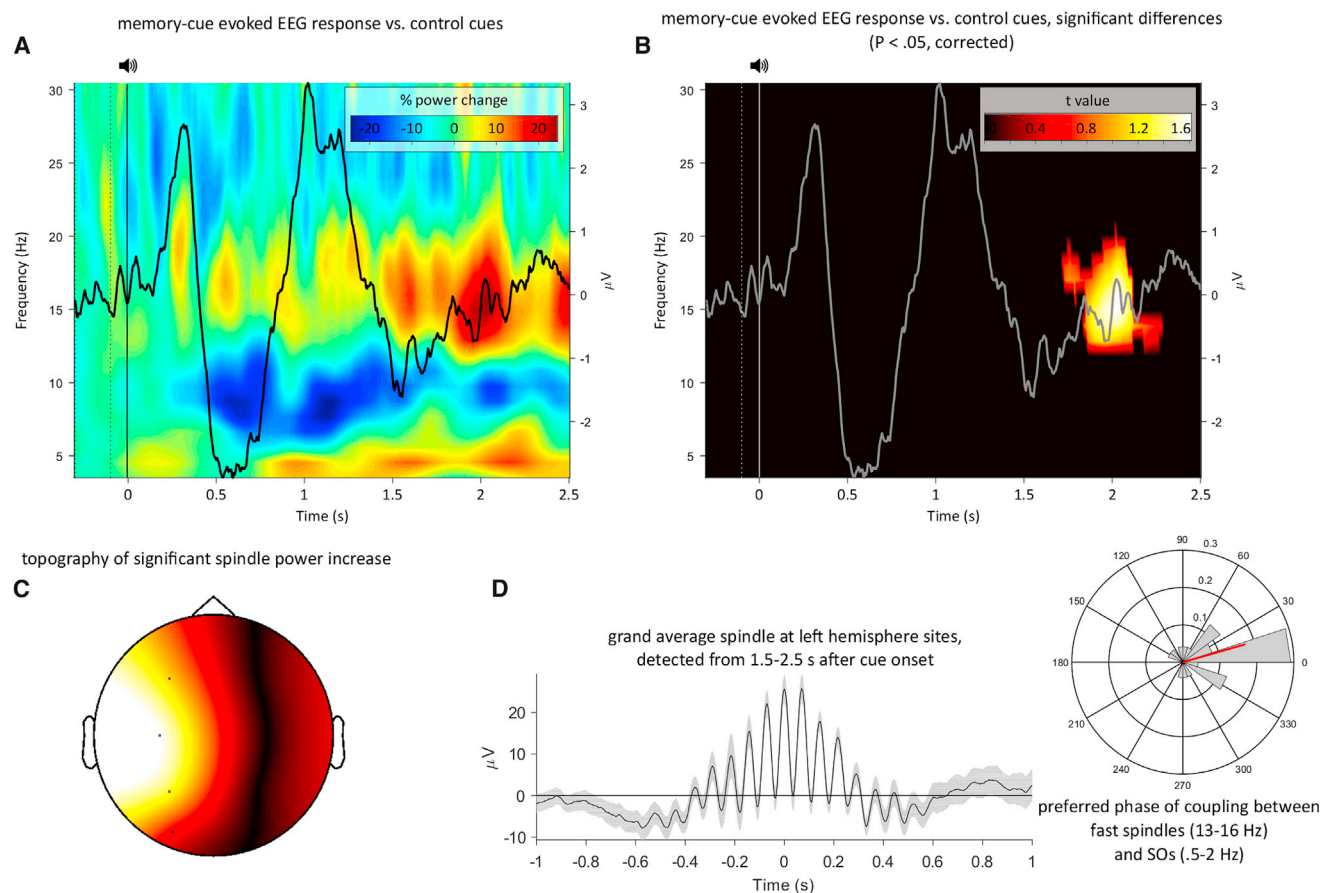 memory-cue evoked EEG response vs. control cues
A
% power change
-20 -10 0 10 20
30
25
20
15
10
5
Frequency (Hz)
3
2
1
0
-1
-2
µV
0 0.5 1 1.5 2 2.5
Time (s)
memory-cue evoked EEG response vs. control cues, significant differences
(P < .05, corrected)
B
t value
0 0.4 0.8 1.2 1.6
30
25
20
15
10
5
Frequency (Hz)
3
2
1
0
-1
-2
µV
0 0.5 1 1.5 2 2.5
Time (s)
topography of significant spindle power increase
C
D
grand average spindle at left hemisphere sites,
detected from 1.5-2.5 s after cue onset
20
10
0
-10
µV
-1 -0.8 -0.6 -0.4 -0.2 0 0.2 0.4 0.6 0.8 1
Time (s)
90
0.3
120 60
0.2
150 30
0.1
180 0
210 330
240 300
270
preferred phase of coupling between
fast spindles (13-16 Hz)
and SOs (.5-2 Hz)